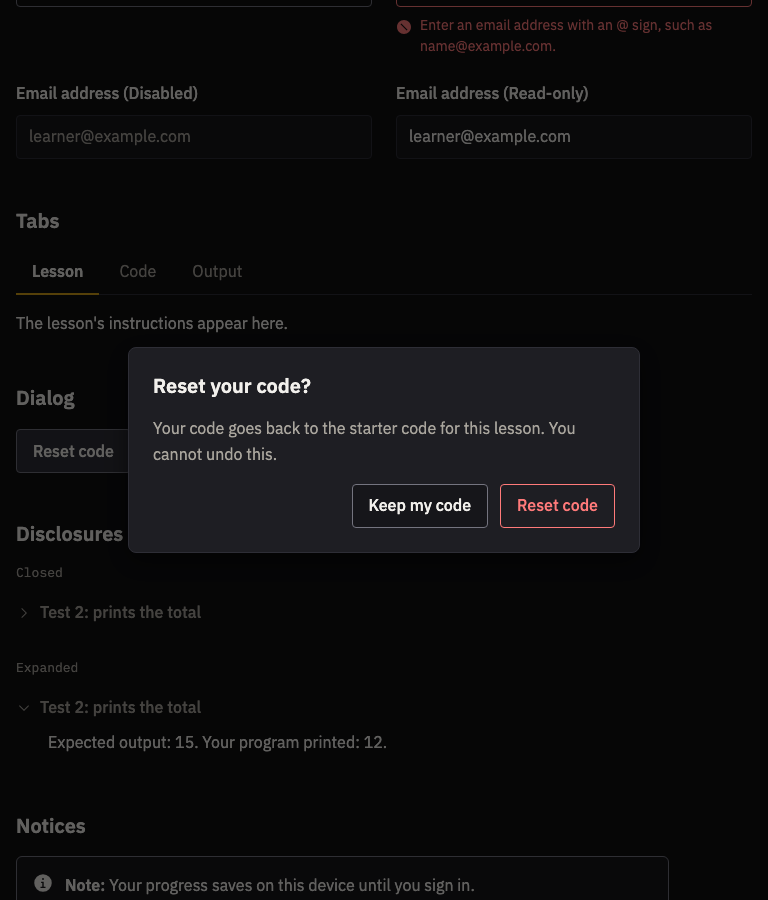 Enter an email address with an @ sign, such as
name@example.com.
Email address (Disabled)
Email address (Read-only)
learner@example.com
learner@example.com
Tabs
Lesson
Code
Output
The lesson's instructions appear here.
Dialog
Reset code
Reset your code?
Your code goes back to the starter code for this lesson. You
cannot undo this.
Keep my code
Reset code
Disclosures
Closed
Test 2: prints the total
Expanded
Test 2: prints the total
Expected output: 15. Your program printed: 12.
Notices
Note: Your progress saves on this device until you sign in.